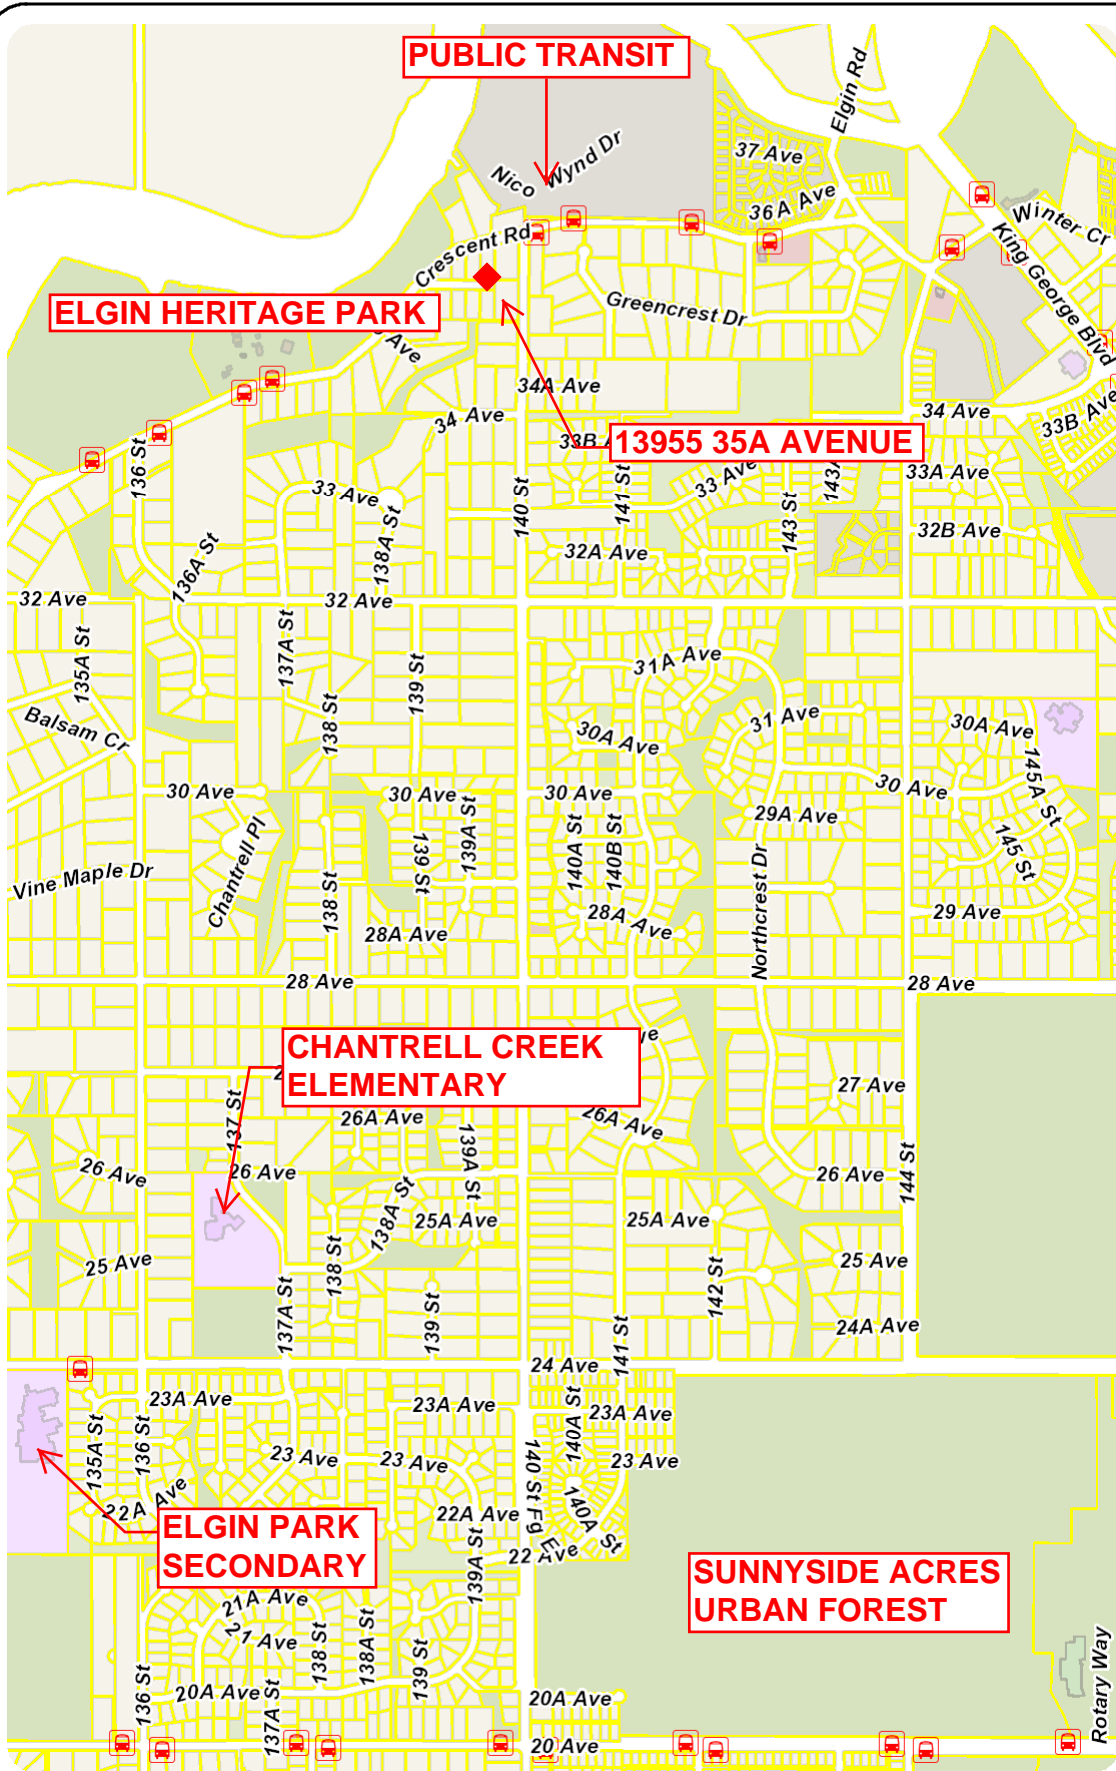 PUBLIC TRANSIT
Elgin Rd
37 Ave
Nico Wynd Dr
36A Ave
Winter Cr
Crescent Rd
King George Blvd
ELGIN HERITAGE PARK
Greencrest Dr
Ave
34A Ave
34 Ave
34 Ave
33B
13955 35A AVENUE
33B Ave
136 St
33 Ave
140 St
141 St
33 Ave
143 St
143A
33A Ave
138A St
32B Ave
136A St
32A Ave
32 Ave
32 Ave
135A St
137A St
139 St
31A Ave
Balsam Cr
138 St
30A Ave
31 Ave
30A Ave
145A St
30 Ave
30 Ave
30 Ave
30 Ave
29A Ave
Chantrell Pl
139 St
139A St
140A St
140B St
145 St
Vine Maple Dr
138 St
28A Ave
28A Ave
Northcrest Dr
29 Ave
28 Ave
28 Ave
CHANTRELL CREEK
ELEMENTARY
137 St
26A Ave
26A Ave
27 Ave
26 Ave
26 Ave
139A St
26 Ave
144 St
138A St
25A Ave
25A Ave
25 Ave
138 St
142 St
25 Ave
137A St
139 St
141 St
24A Ave
24 Ave
23A Ave
23A Ave
140A St
23A Ave
135A St
136 St
23 Ave
23 Ave
140 St Fg E
23 Ave
22A Ave
22A Ave
140A St
ELGIN PARK
SECONDARY
139A St
22 Ave
SUNNYSIDE ACRES
URBAN FOREST
21A Ave
21 Ave
138 St
138A St
139 St
136 St
20A Ave
137A St
20A Ave
20 Ave
Rotary Way